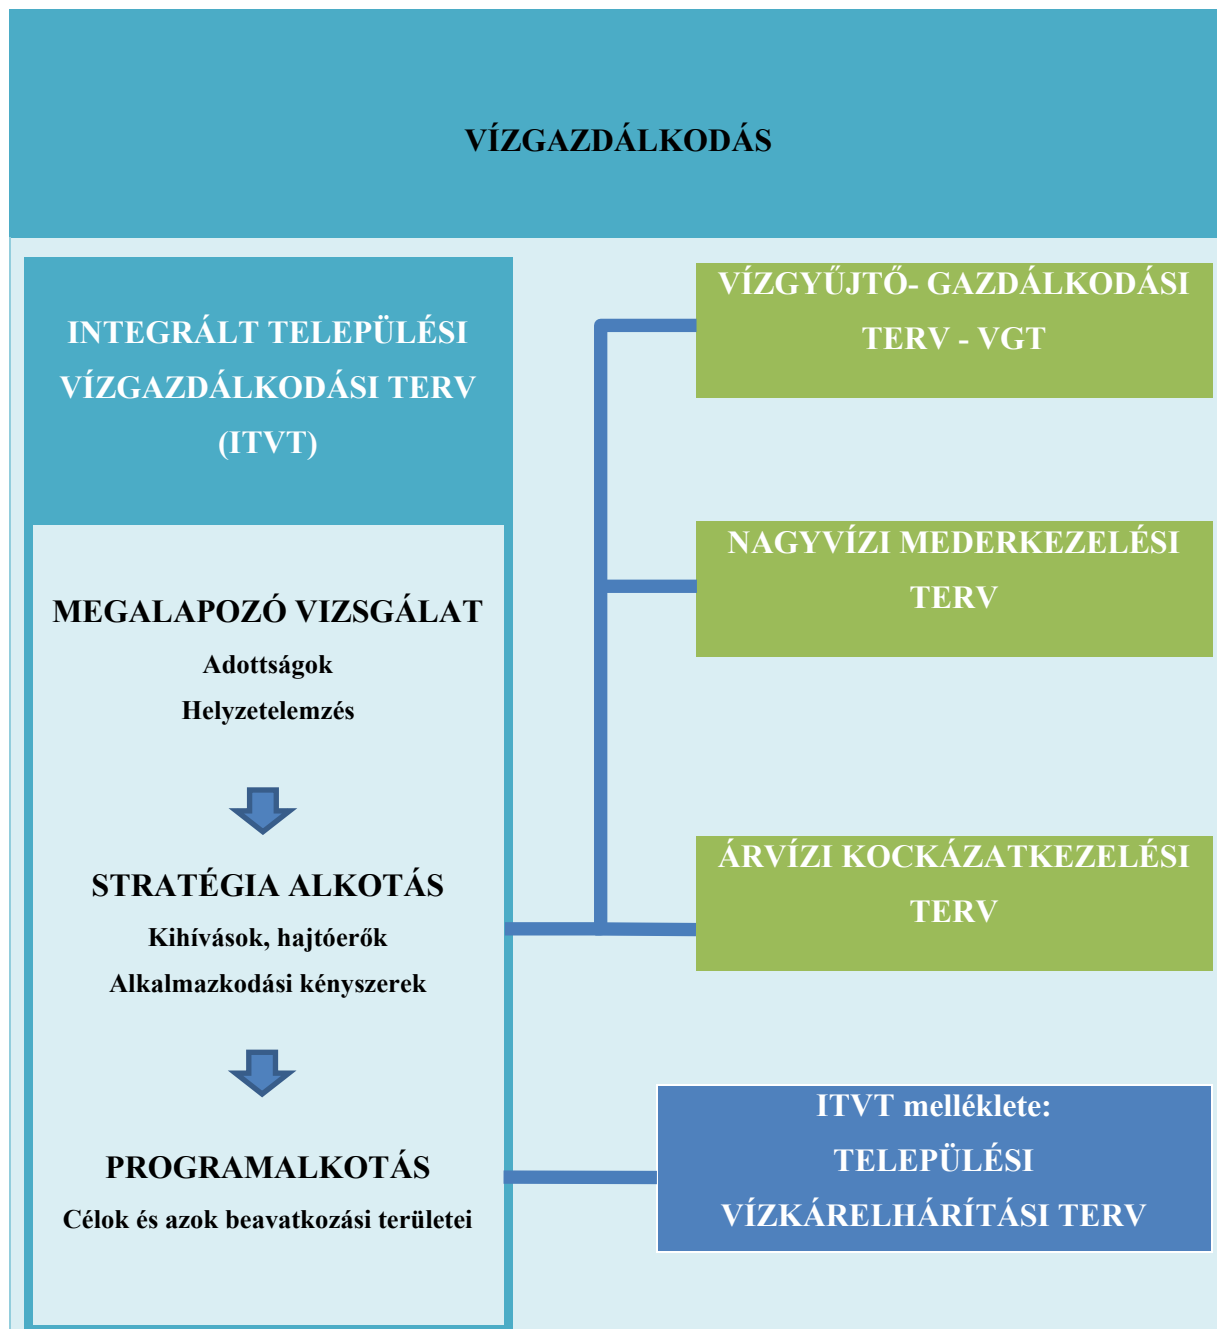 VÍZGAZDÁLKODÁS
INTEGRÁLT TELEPÜLÉSI
VÍZGAZDÁLKODÁSI TERV
(ITVT)
MEGALAPOZÓ VIZSGÁLAT
Adottságok
Helyzetelemzés
STRATÉGIA ALKOTÁS
Kihívások, hajtóerők
Alkalmazkodási kényszerek
PROGRAMALKOTÁS
Célok és azok beavatkozási területei
VÍZGYŰJTŐ- GAZDÁLKODÁSI
TERV - VGT
NAGYVÍZI MEDERKEZELÉSI
TERV
ÁRVÍZI KOCKÁZATKEZELÉSI
TERV
ITVT melléklete:
TELEPÜLÉSI
VÍZKÁRELHÁRÍTÁSI TERV